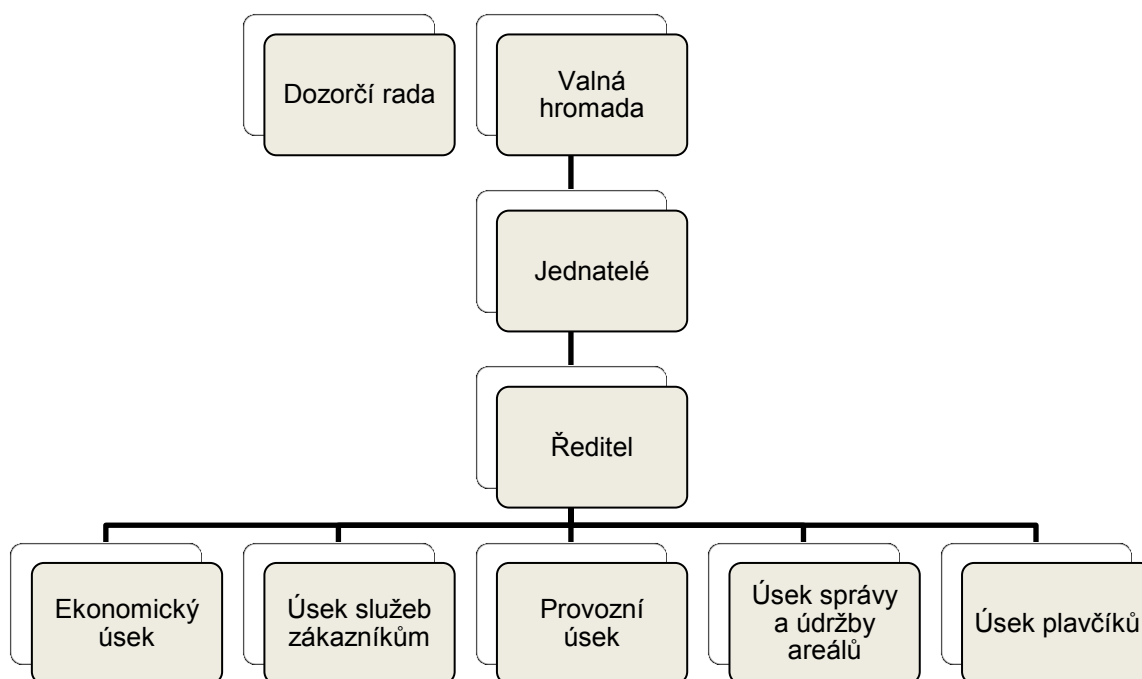 Dozorčí rada
Valná
hromada
Jednatelé
Ředitel
Ekonomický
úsek
Úsek služeb
zákazníkům
Provozní
úsek
Úsek správy
a údržby
areálů
Úsek plavčíků